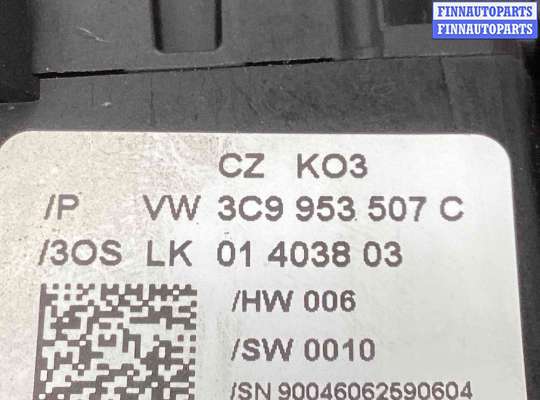 FINNAUTOPARTS
FINNAUTOPARTS
CZ KO3
/P VW 3C9 953 507 C
/3OS LK 01 4038 03
/HW 006
/SW 0010
/SN 90046062590604